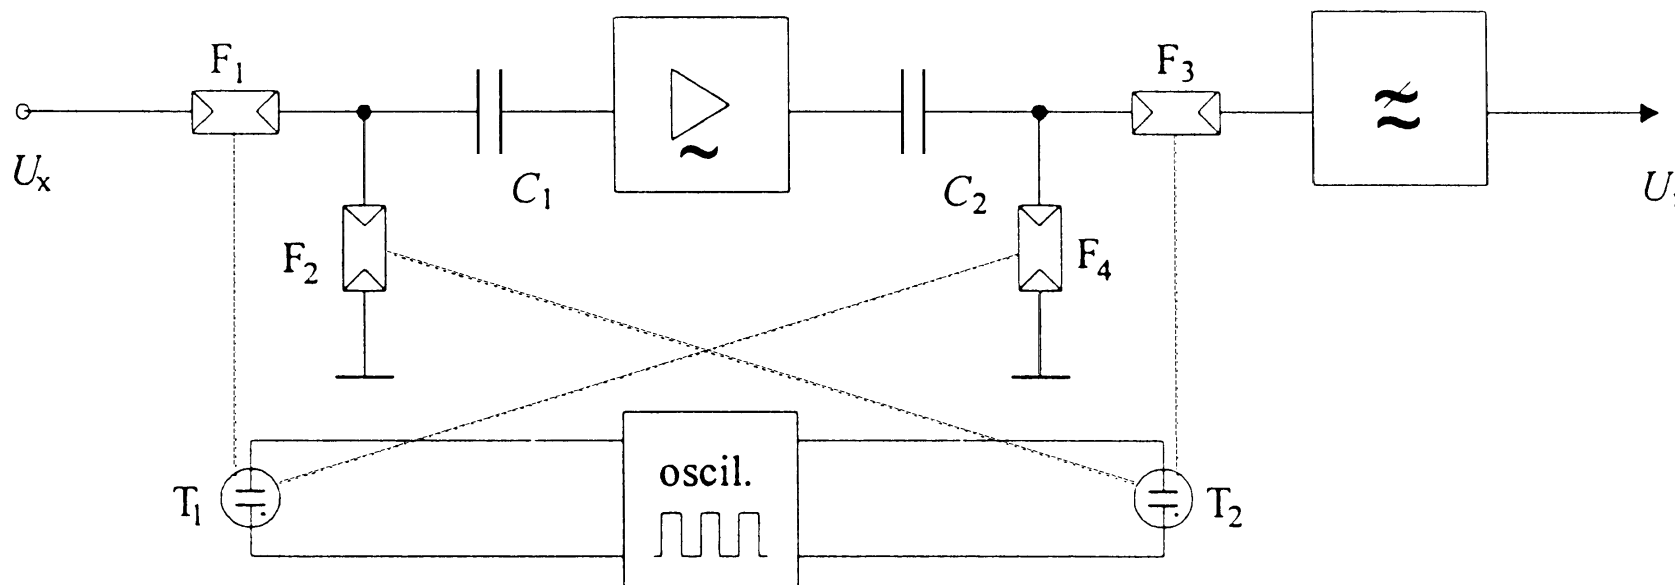 F₁
F₃
Uₓ
C₁
C₂
F₂
F₄
T₁
oscil.
T₂